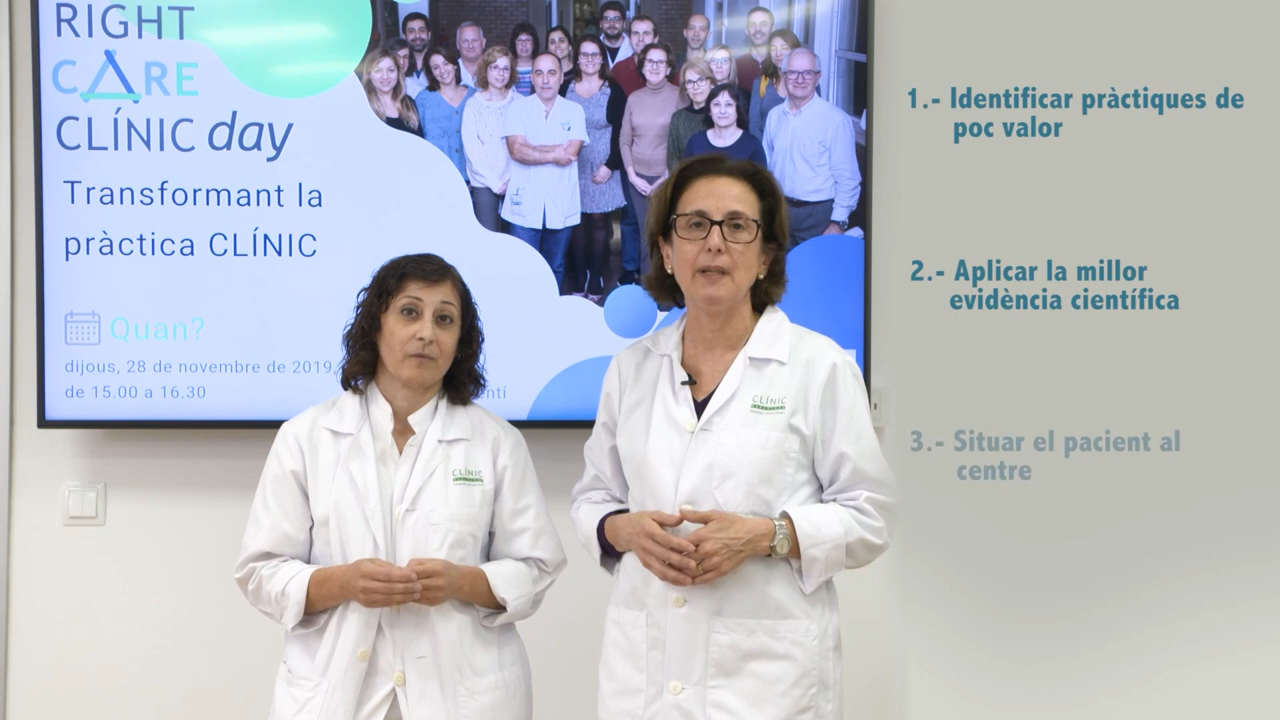 RIGHT
CARE
CLÍNIC day
Transformant la
pràctica CLÍNIC
Quan?
dijous, 28 de novembre de 2019,
de 15.00 a 16.30
1.- Identificar pràctiques de
poc valor
2.- Aplicar la millor
evidència científica
3.- Situar el pacient al
centre
CLÍNIC
CLÍNIC